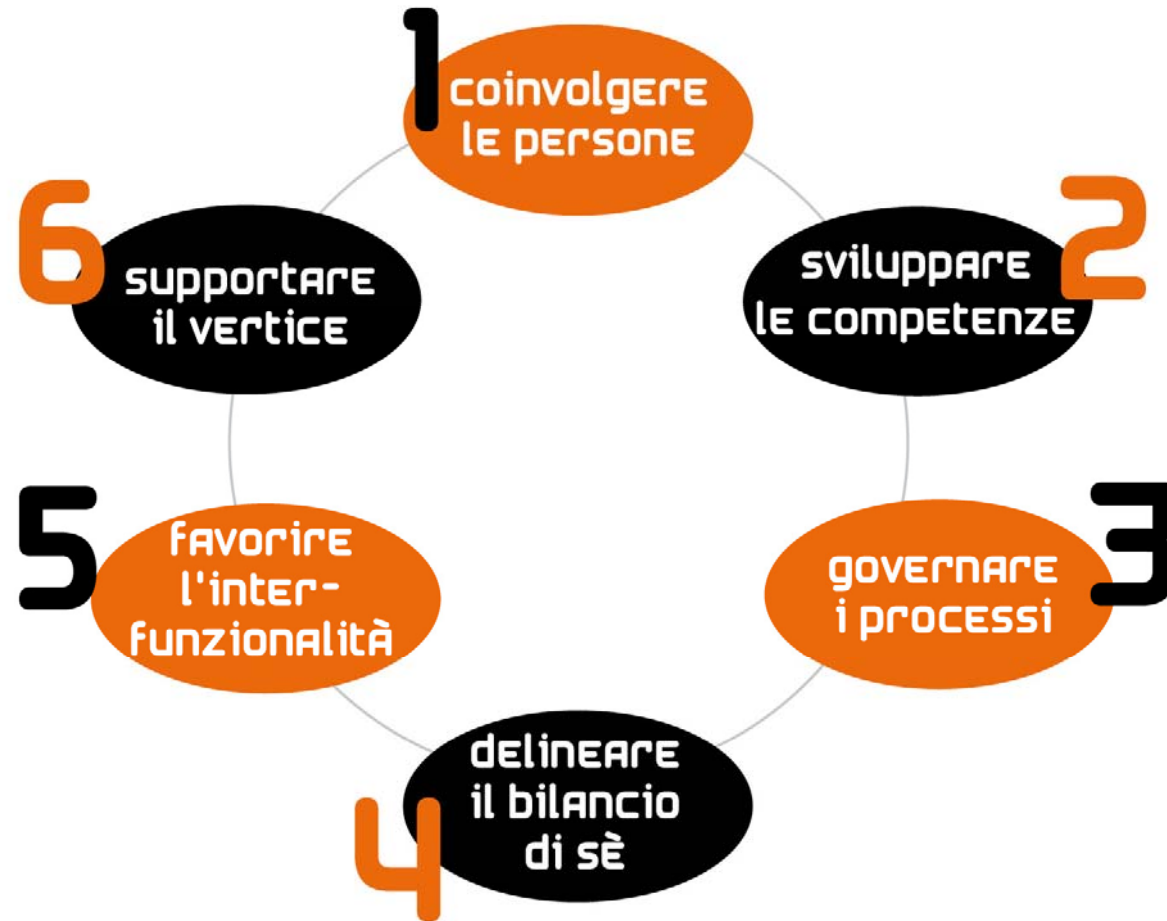 1
coinvolgere
le persone
2
sviluppare
le competenze
3
governare
i processi
4
delineare
il bilancio
di sè
5
favorire
l'inter-
funzionalità
6
supportare
il vertice